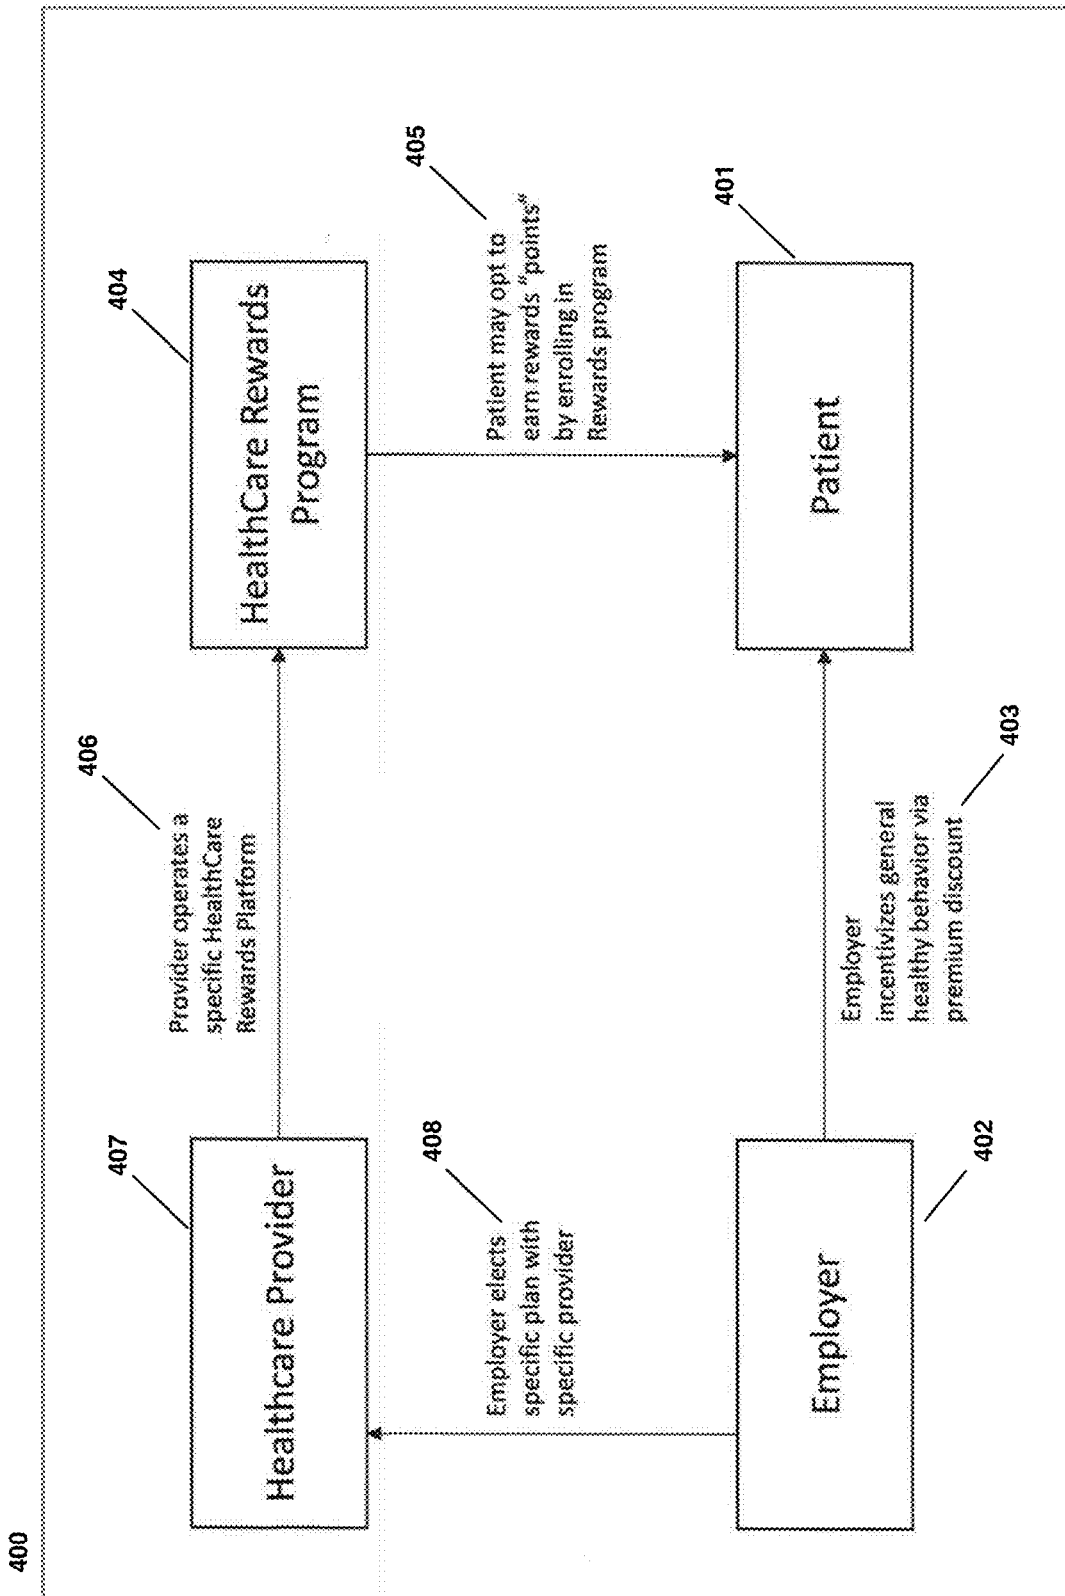 400
407
Healthcare Provider
406
Provider operates a
specific HealthCare
Rewards Platform
404
HealthCare Rewards
Program
408
Employer elects
specific plan with
specific provider
405
Patient may opt to
earn rewards "points"
by enrolling in
Rewards program
Employer
402
Employer
incentivizes general
healthy behavior via
premium discount
403
401
Patient